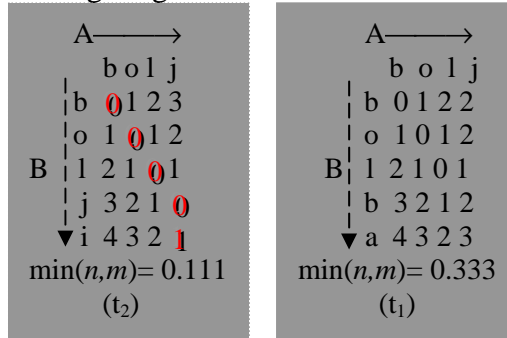 A⟶
b o l j
b 0 1 2 3
o 1 0 1 2
B l 2 1 0 1
j 3 2 1 0
i 4 3 2 1
min(n,m)= 0.111
(t₂)
A⟶
b o l j
b 0 1 2 2
o 1 0 1 2
B l 2 1 0 1
b 3 2 1 2
a 4 3 2 3
min(n,m)= 0.333
(t₁)